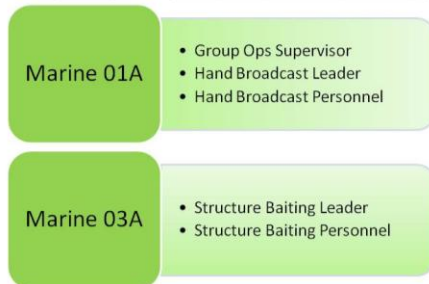 Marine 01A
• Group Ops Supervisor
• Hand Broadcast Leader
• Hand Broadcast Personnel
Marine 03A
• Structure Baiting Leader
• Structure Baiting Personnel